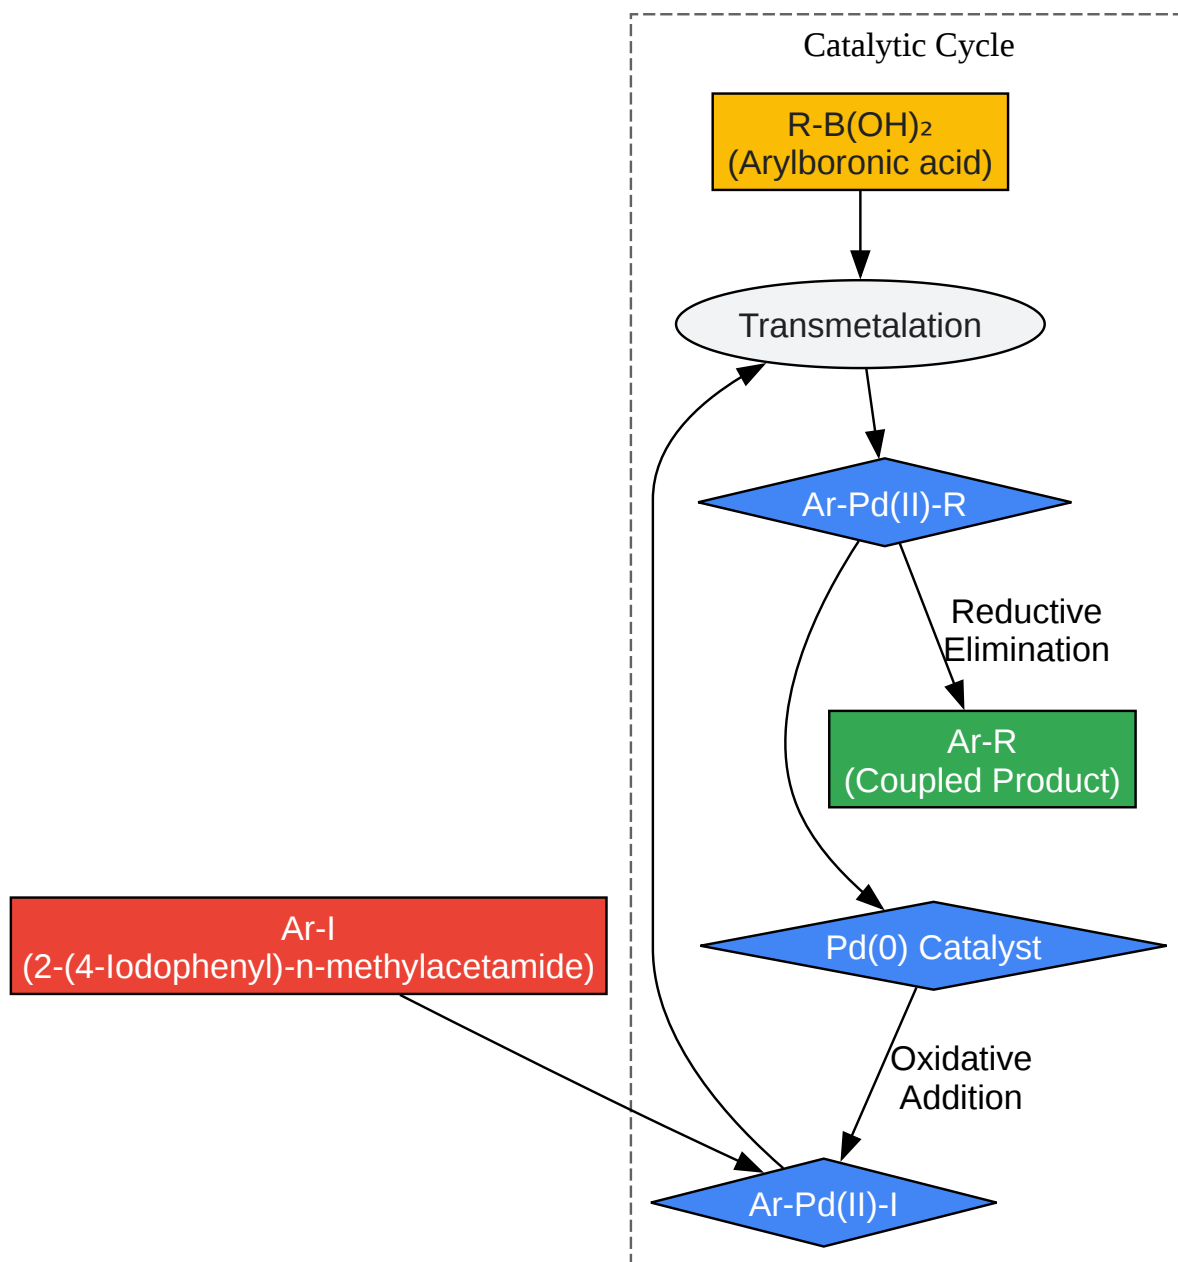 Catalytic Cycle
R-B(OH)₂
(Arylboronic acid)
Transmetalation
Ar-Pd(II)-R
Reductive
Elimination
Ar-R
(Coupled Product)
Ar-I
(2-(4-Iodophenyl)-n-methylacetamide)
Pd(0) Catalyst
Oxidative
Addition
Ar-Pd(II)-I